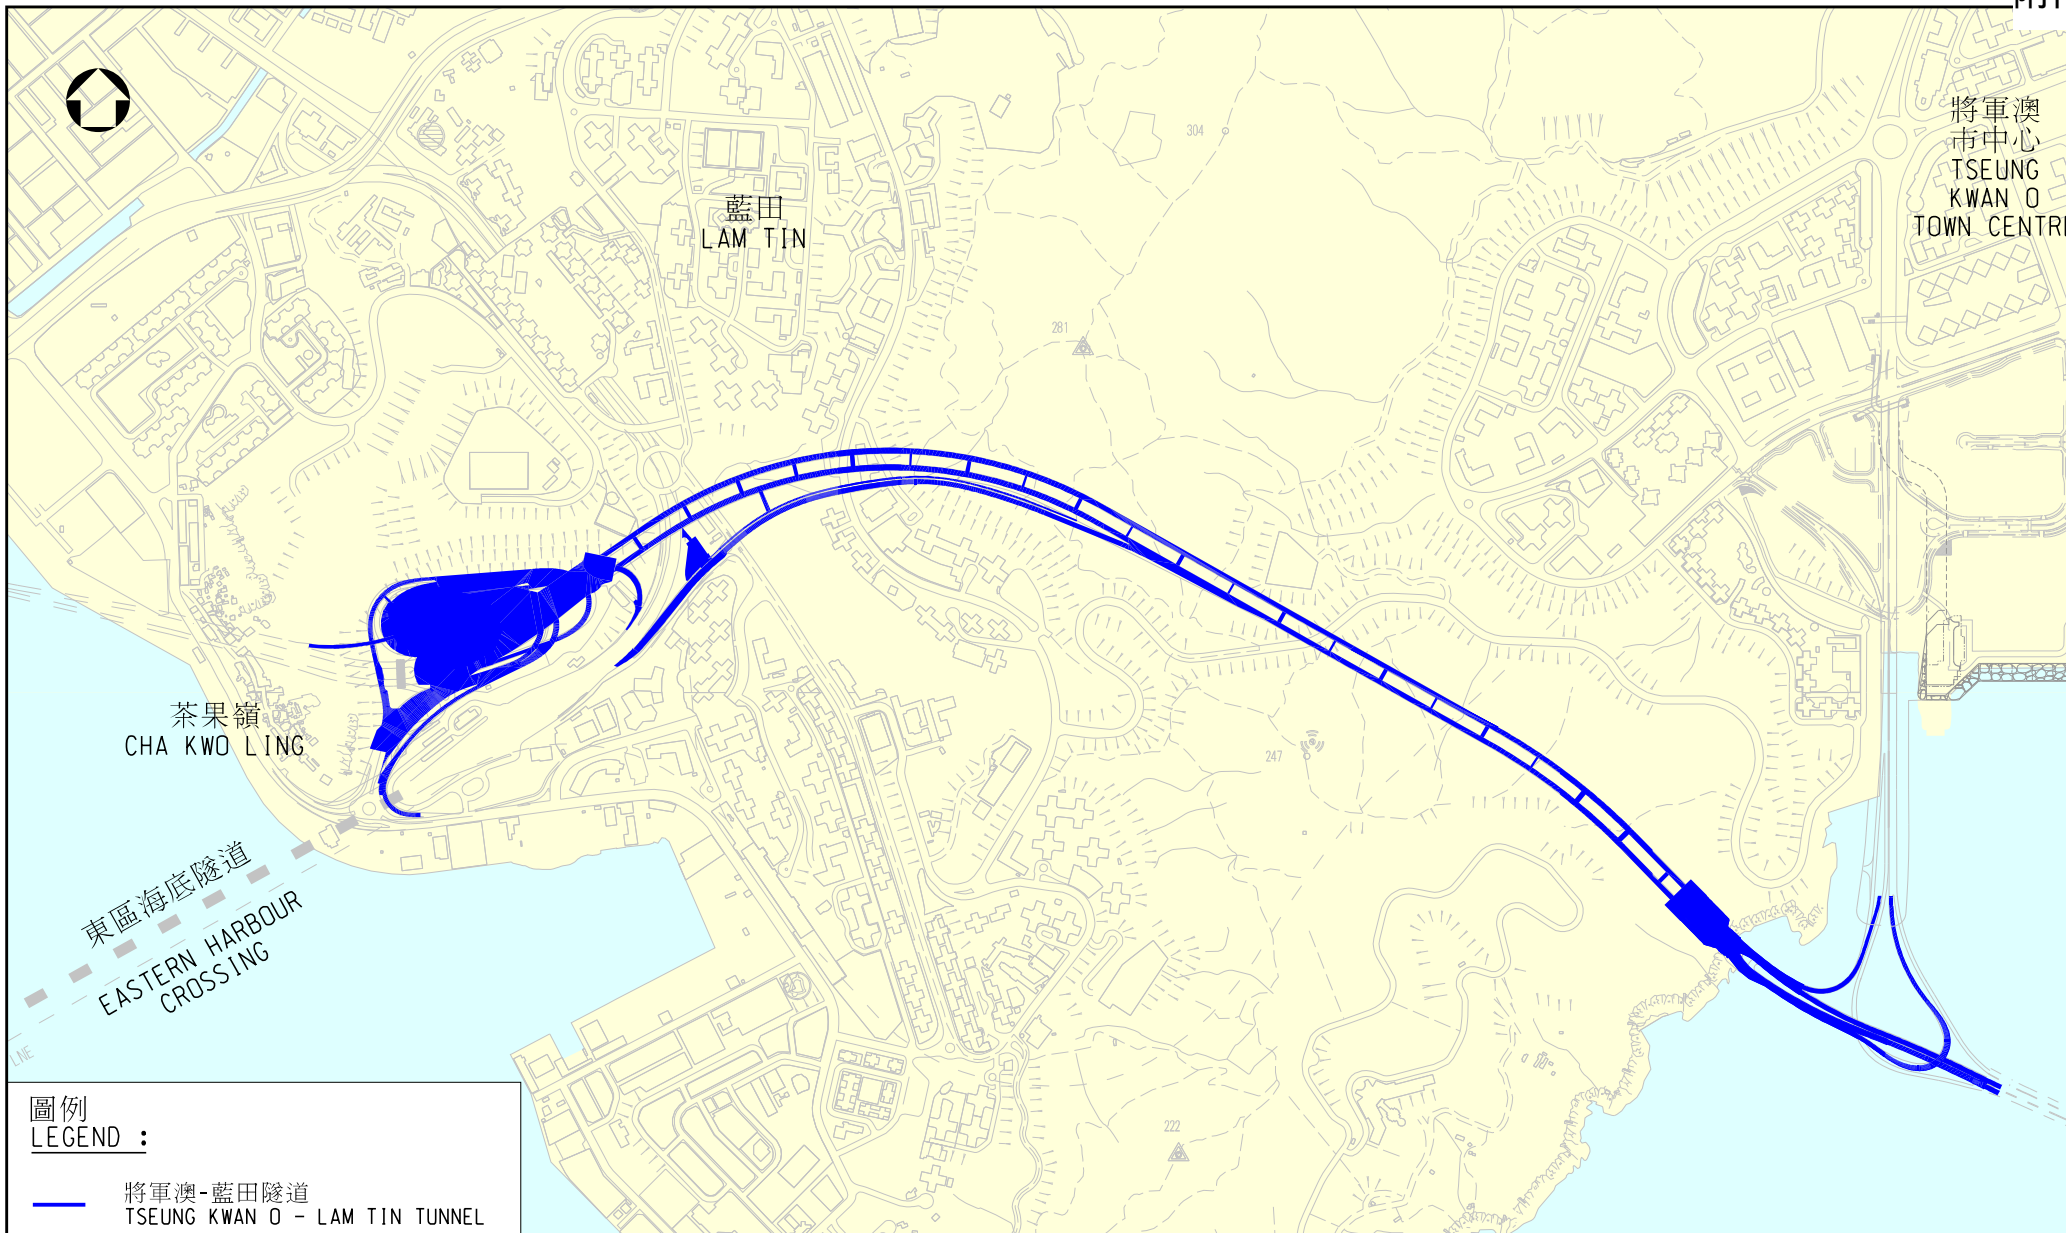 將軍澳
市中心
TSEUNG
KWAN O
TOWN CENTRE
304
藍田
LAM TIN
281
茶果嶺
CHA KWO LING
247
東區海底隧道
EASTERN HARBOUR
CROSSING
LNE
222
圖例
LEGEND :
將軍澳-藍田隧道
TSEUNG KWAN O - LAM TIN TUNNEL